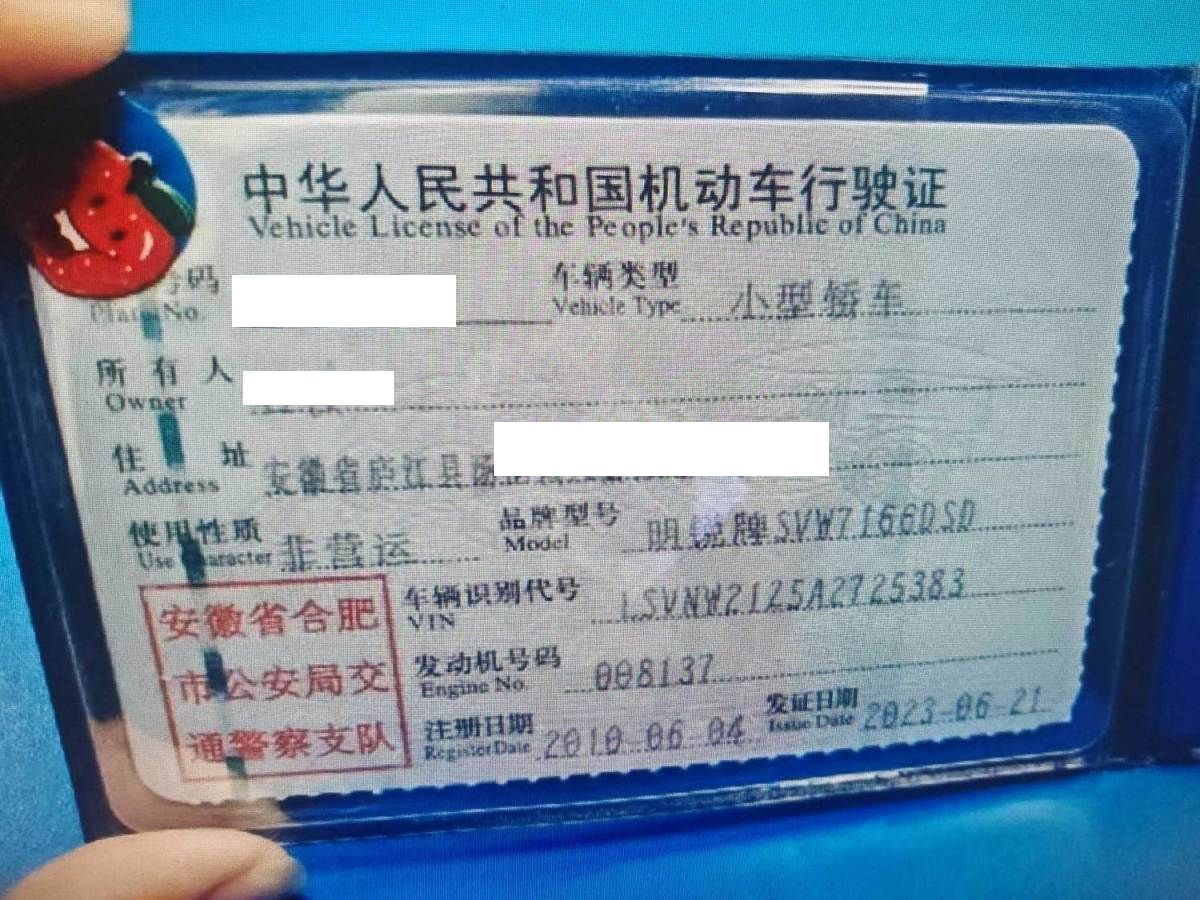 中华人民共和国机动车行驶证
Vehicle License of the People's Republic of China
号码 车辆类型 小型轿车
Plate No. Vehicle Type
所有人
Owner
住址 安徽省庐江县汤
Address
使用性质 非营运 品牌型号 明锐牌SVW7166DSD
Use Character Model
车辆识别代号 LSVNW2125A2725383
VIN
发动机号码 008137
Engine No.
注册日期 2010-06-04 发证日期 2023-06-21
Register Date Issue Date
安徽省合肥
市公安局交
通警察支队